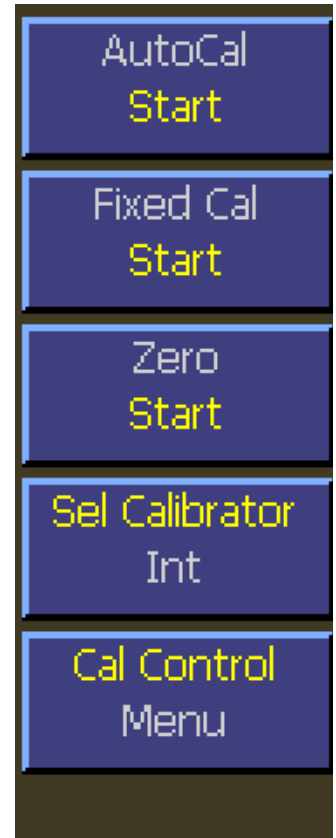 AutoCal
Start
Fixed Cal
Start
Zero
Start
Sel Calibrator
Int
Cal Control
Menu